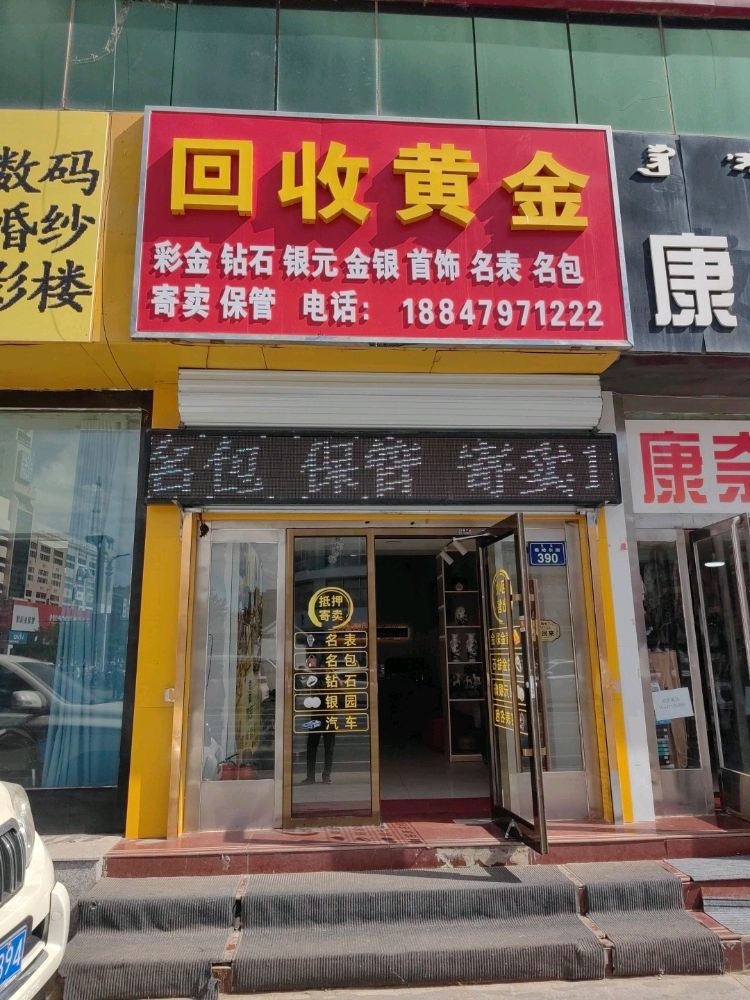 数码
婚纱
影楼
回收黄金
彩金 钻石 银元 金银 首饰 名表 名包
寄卖 保管 电话: 18847971222
康
康奈
名包 保管 寄卖
390
抵押
寄卖
名表
名包
钻石
银园
汽车